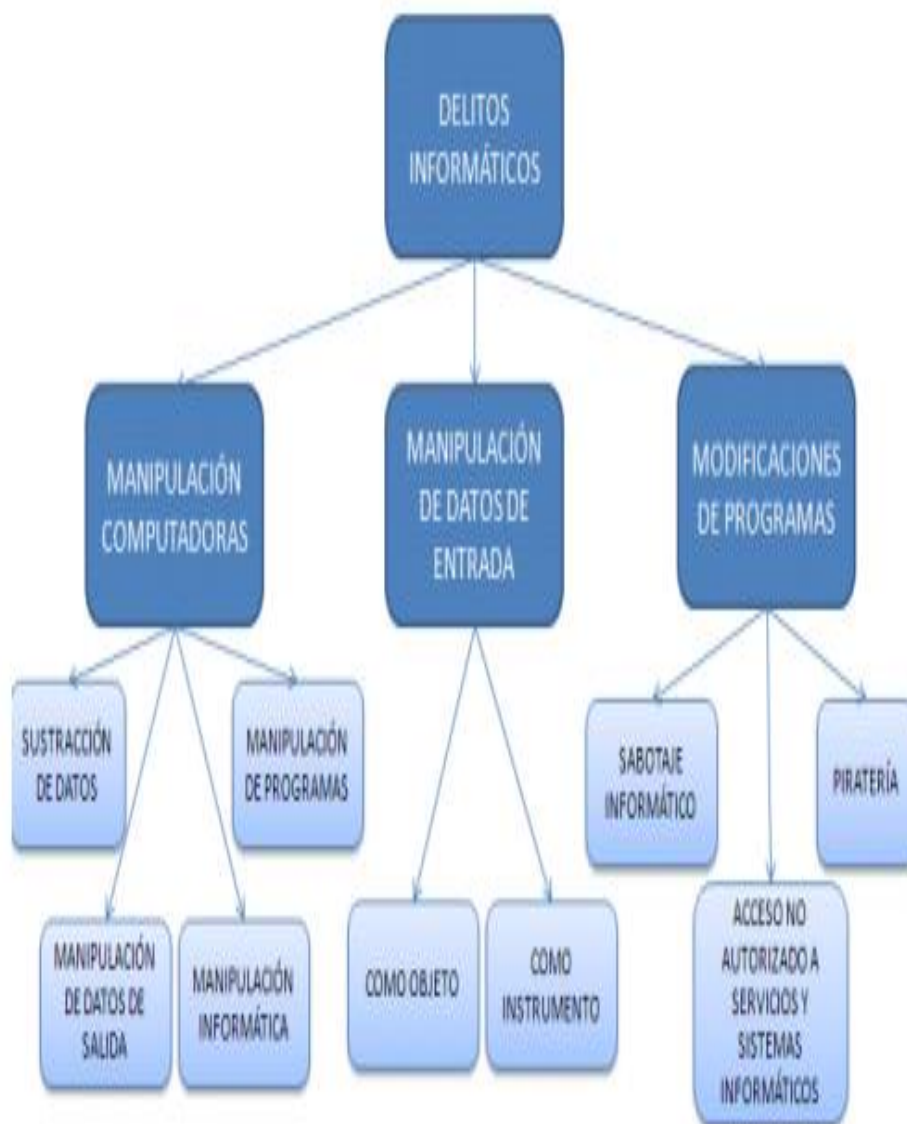 DELITOS
INFORMÁTICOS
MANIPULACIÓN
COMPUTADORAS
MANIPULACIÓN
DE DATOS DE
ENTRADA
MODIFICACIONES
DE PROGRAMAS
SUSTRACCIÓN
DE DATOS
MANIPULACIÓN
DE PROGRAMAS
SABOTAJE
INFORMÁTICO
PIRATERÍA
MANIPULACIÓN
DE DATOS DE
SALIDA
MANIPULACIÓN
INFORMÁTICA
COMO OBJETO
COMO
INSTRUMENTO
ACCESO NO
AUTORIZADO A
SERVICIOS Y
SISTEMAS
INFORMÁTICOS